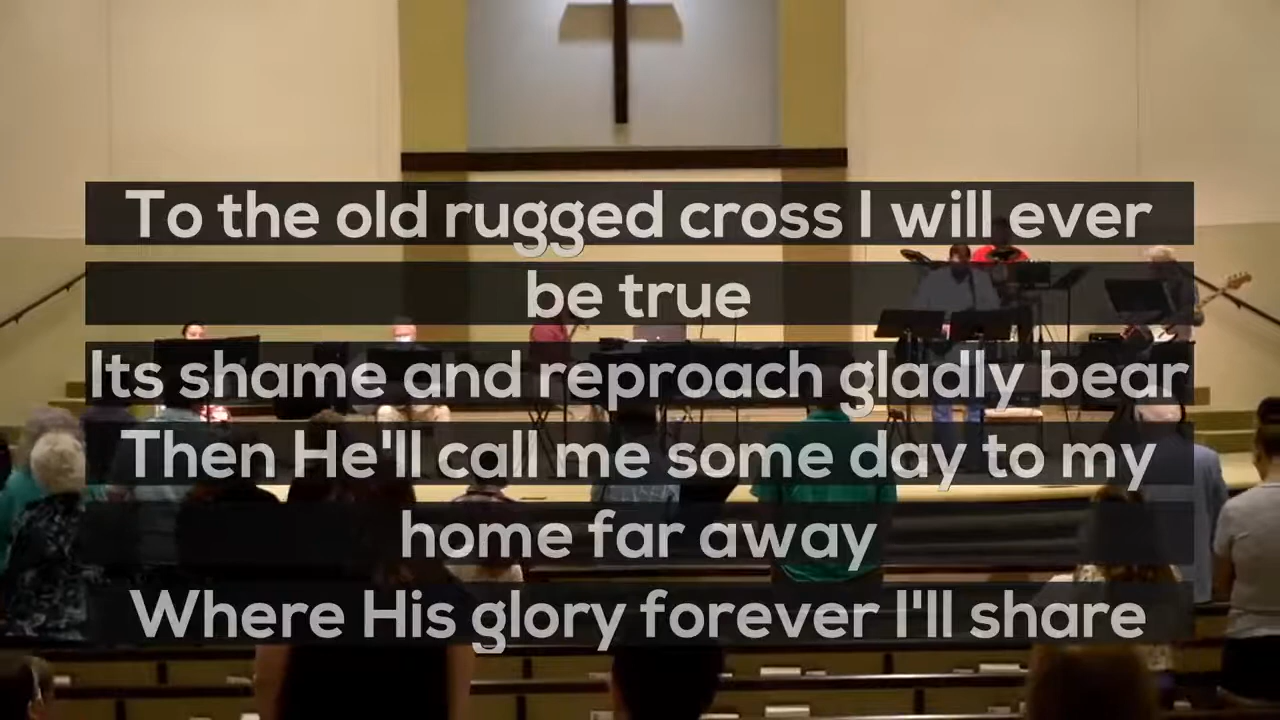 To the old rugged cross I will ever
be true
Its shame and reproach gladly bear
Then He'll call me some day to my
home far away
Where His glory forever I'll share